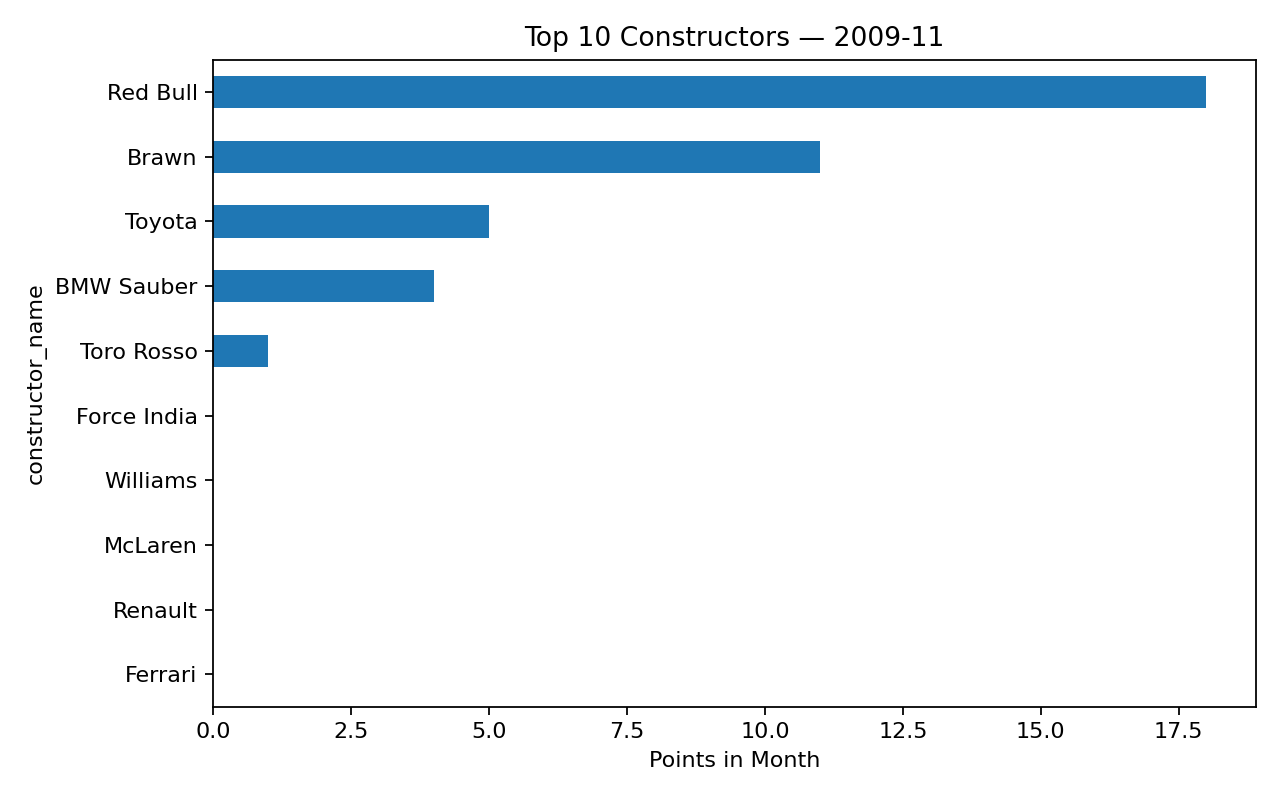 Top 10 Constructors — 2009-11
constructor_name
Red Bull
Brawn
Toyota
BMW Sauber
Toro Rosso
Force India
Williams
McLaren
Renault
Ferrari
0.0 2.5 5.0 7.5 10.0 12.5 15.0 17.5
Points in Month